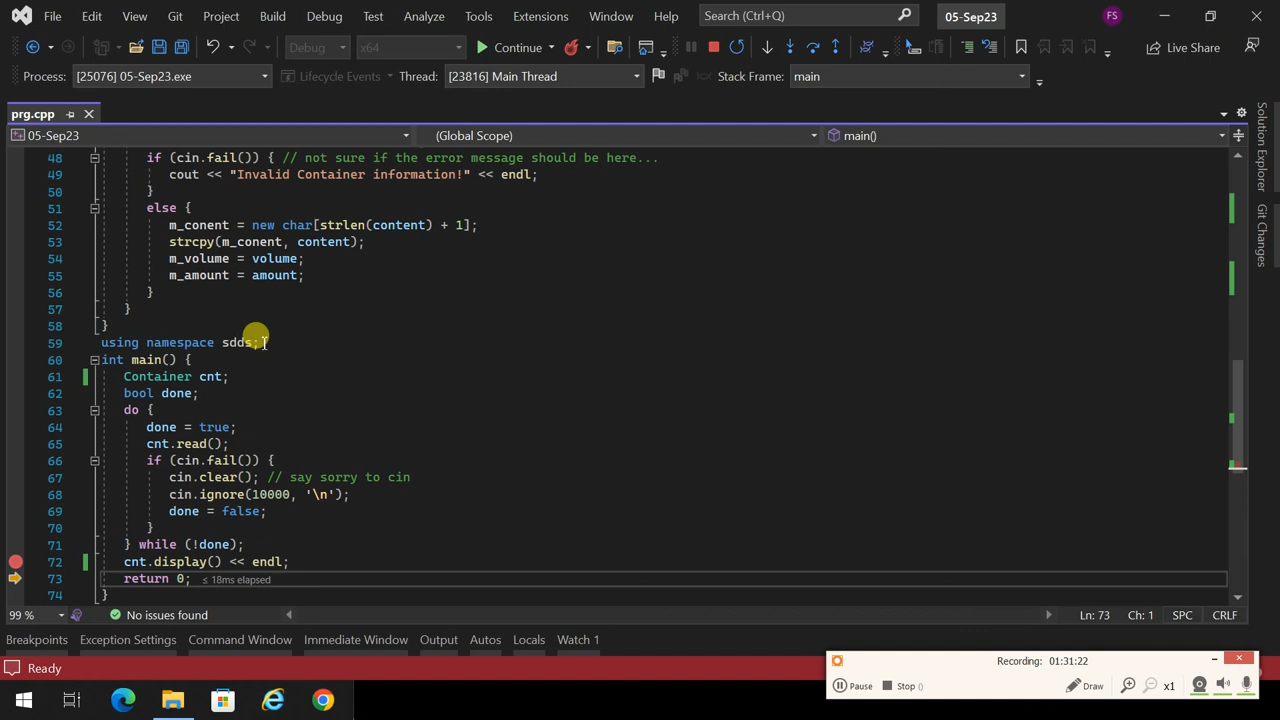 File Edit View Git Project Build Debug Test Analyze Tools Extensions Window Help Search (Ctrl+Q) 05-Sep23 FS
Debug x64 Continue Live Share
Process: [25076] 05-Sep23.exe Lifecycle Events Thread: [23816] Main Thread Stack Frame: main
prg.cpp
05-Sep23 (Global Scope) main()
48 if (cin.fail()) { // not sure if the error message should be here...
49 cout << "Invalid Container information!" << endl;
50 }
51 else {
52 m_conent = new char[strlen(content) + 1];
53 strcpy(m_conent, content);
54 m_volume = volume;
55 m_amount = amount;
56 }
57 }
58 }
59 using namespace sdds;
60 int main() {
61 Container cnt;
62 bool done;
63 do {
64 done = true;
65 cnt.read();
66 if (cin.fail()) {
67 cin.clear(); // say sorry to cin
68 cin.ignore(10000, '\n');
69 done = false;
70 }
71 } while (!done);
72 cnt.display() << endl;
73 return 0; ≤ 18ms elapsed
74 }
Solution Explorer
Git Changes
99 % No issues found Ln: 73 Ch: 1 SPC CRLF
Breakpoints Exception Settings Command Window Immediate Window Output Autos Locals Watch 1
Ready
Recording: 01:31:22
Pause Stop () Draw x1